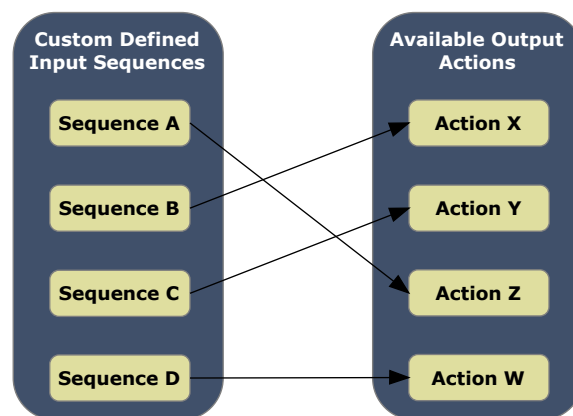 Custom Defined
Input Sequences
Sequence A
Sequence B
Sequence C
Sequence D
Available Output
Actions
Action X
Action Y
Action Z
Action W